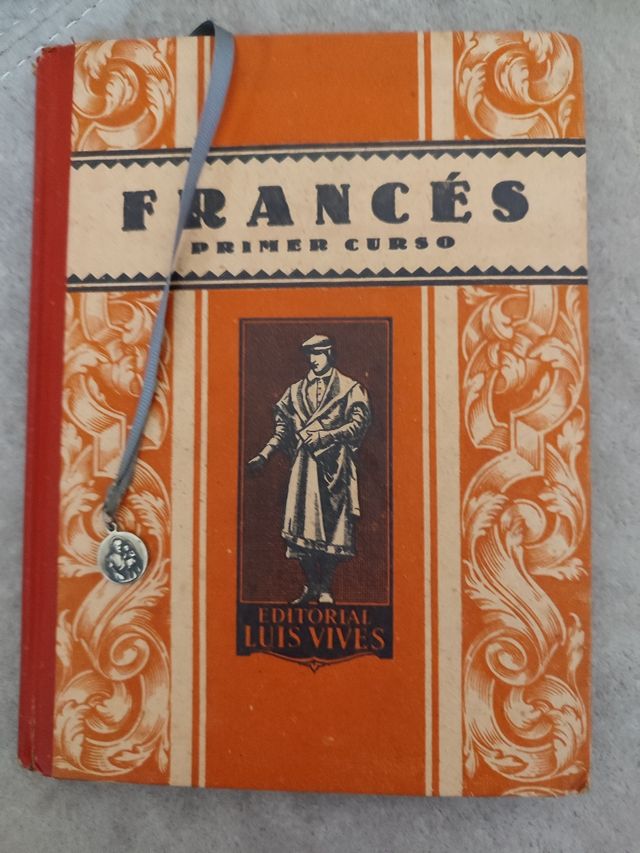 FRANCÉS
PRIMER CURSO
EDITORIAL
LUIS VIVES